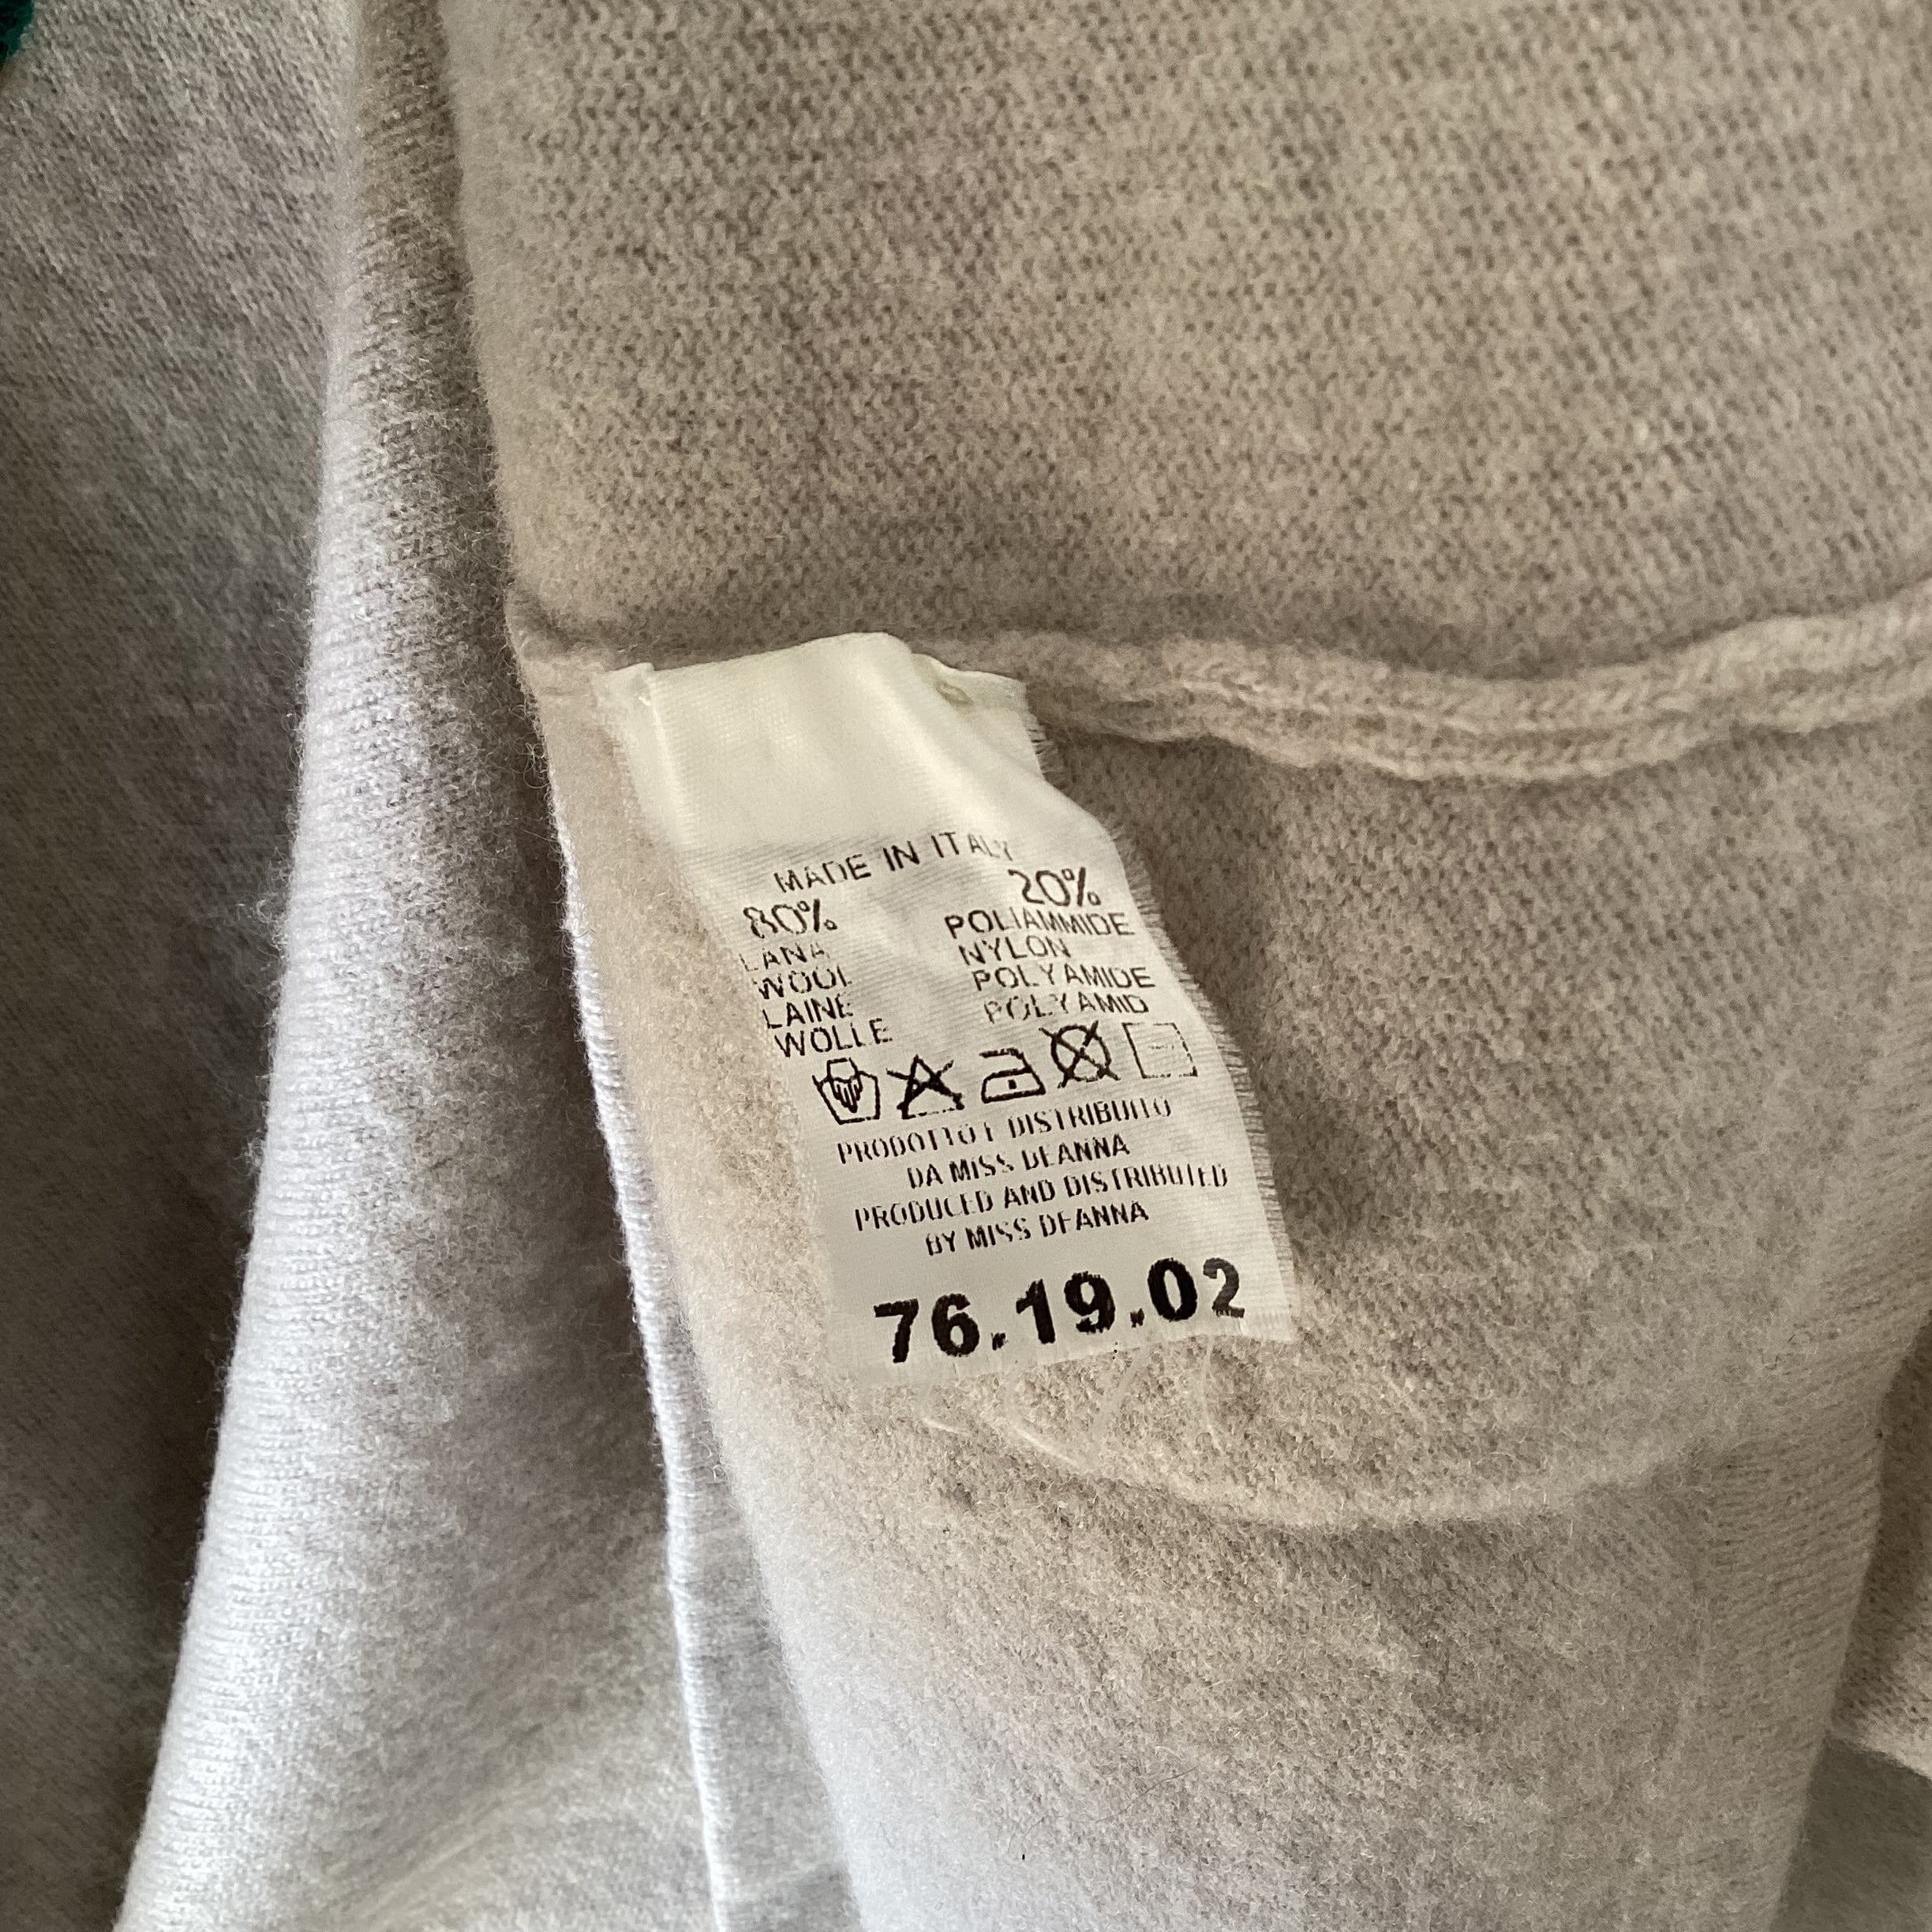 MADE IN ITALY
80% 20%
LANA POLIAMMIDE
WOOL NYLON
LAINE POLYAMIDE
WOLLE POLYAMID
PRODOTTO E DISTRIBUITO
DA MISS DEANNA
PRODUCED AND DISTRIBUTED
BY MISS DEANNA
76.19.02